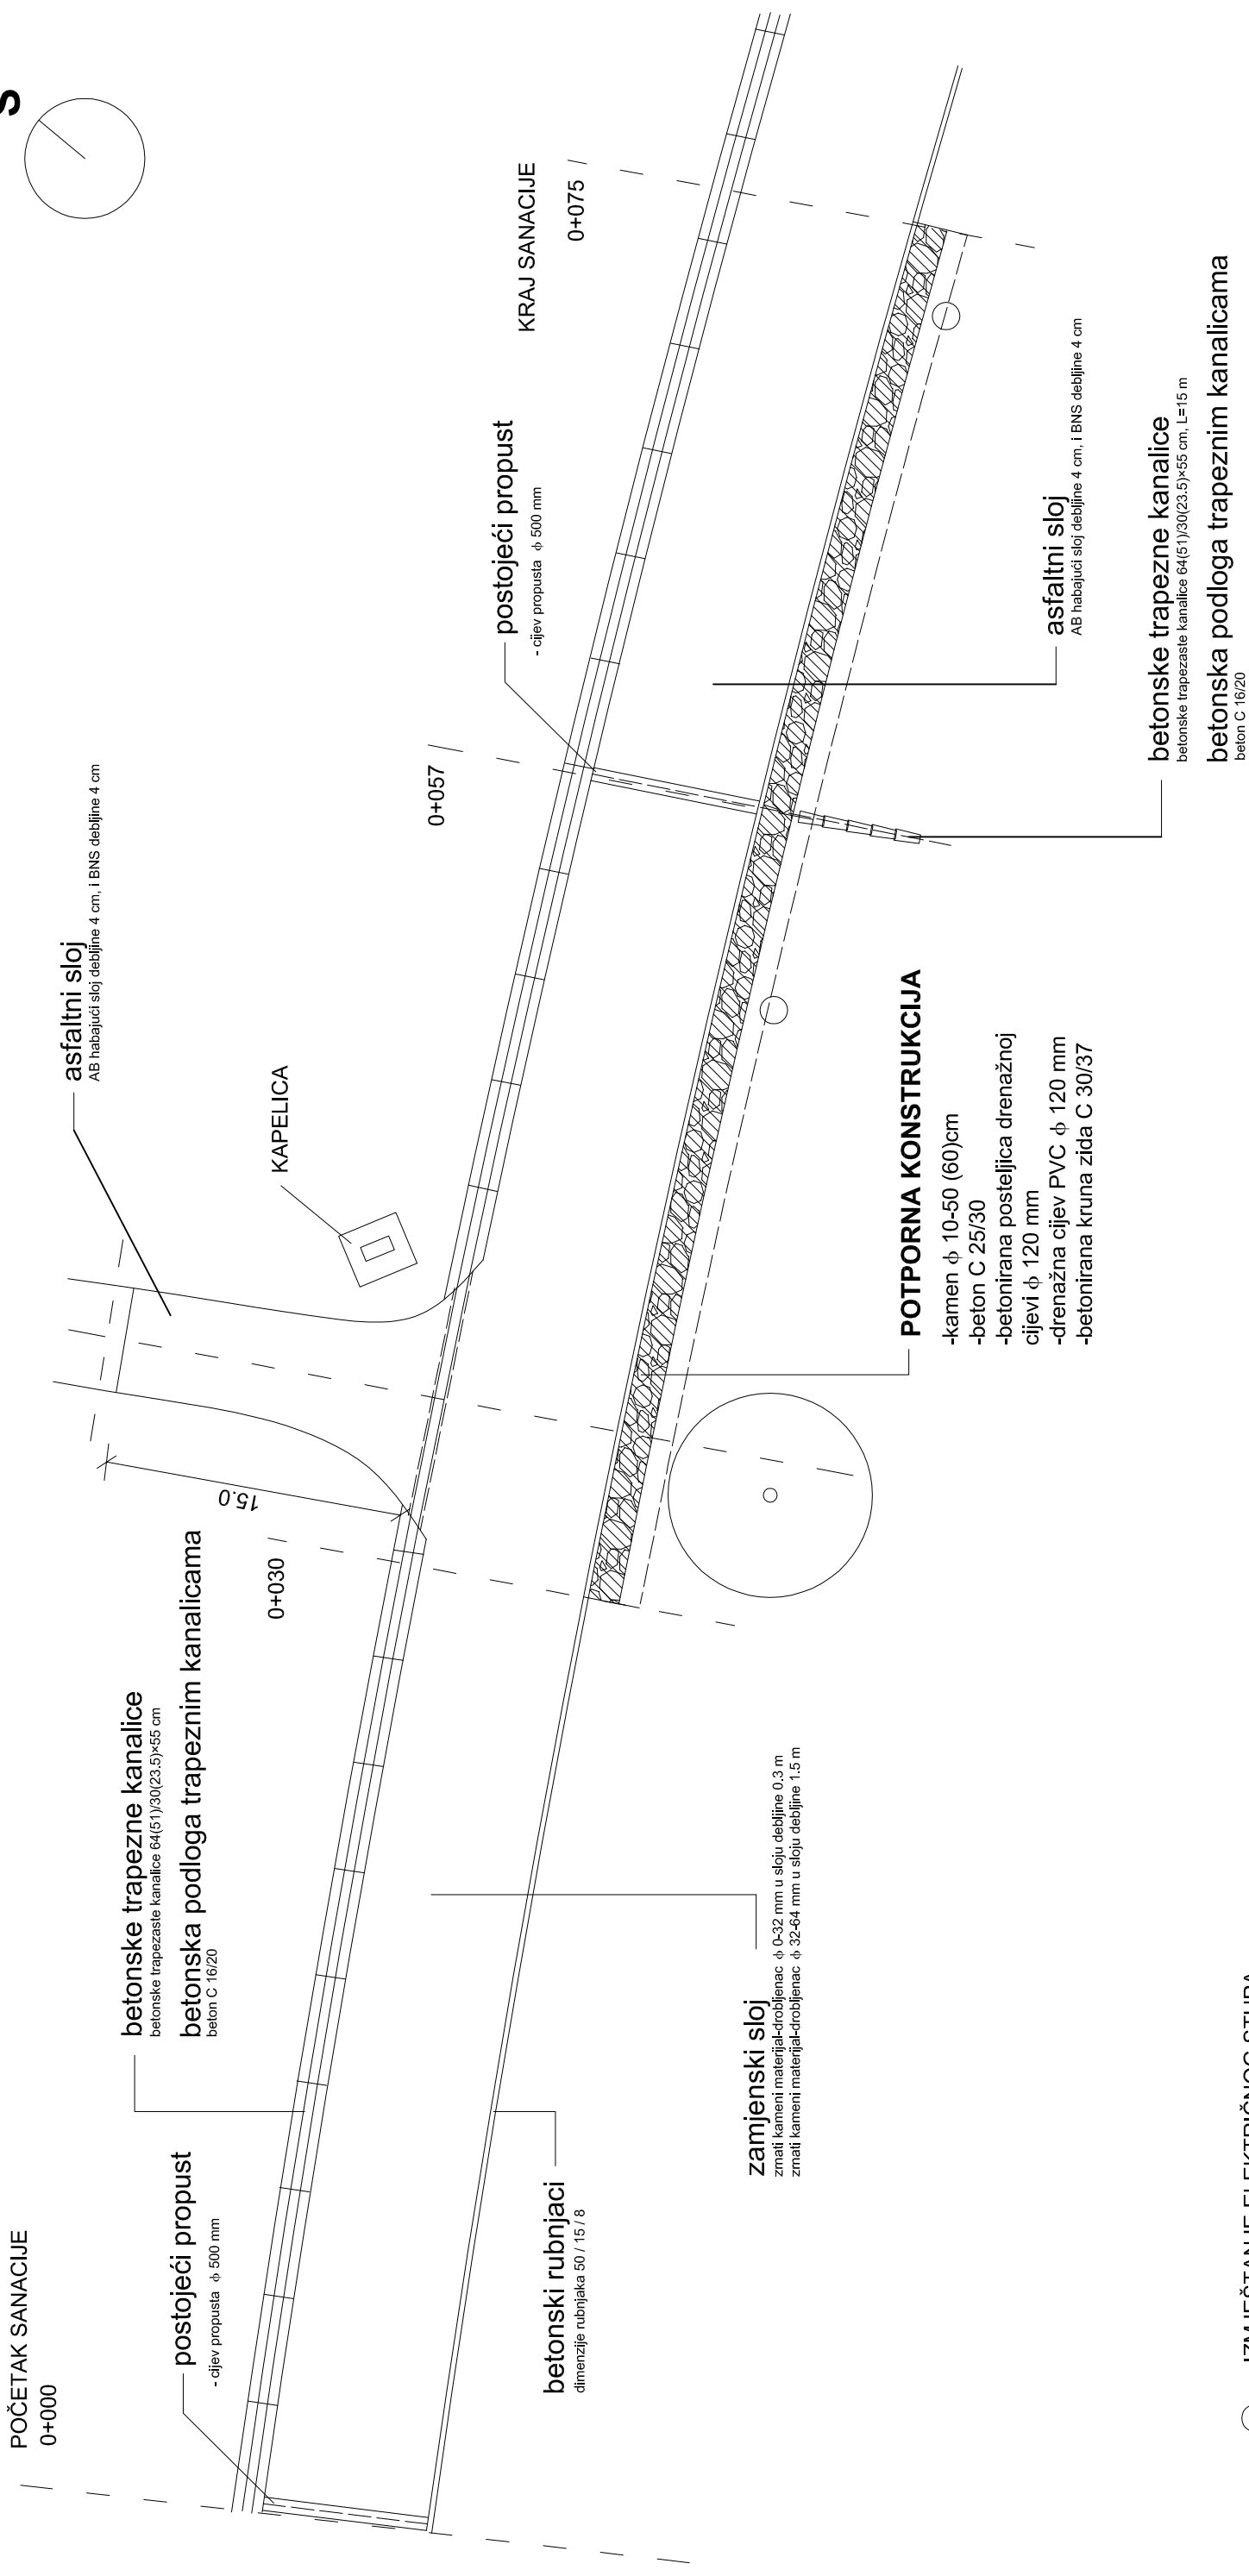 S
POČETAK SANACIJE
0+000
postojeći propust
- cijev propusta ϕ 500 mm
betonske trapezne kanalice
betonske trapezaste kanalice 64(51)/30(23.5)×55 cm
betonska podloga trapeznim kanalicama
beton C 16/20
betonski rubnjaci
dimenzije rubnjaka 50 / 15 / 8
zamjenski sloj
zrnati kameni materijal-drobljenac ϕ 0-32 mm u sloju debljine 0.3 m
zrnati kameni materijal-drobljenac ϕ 32-64 mm u sloju debljine 1.5 m
0+030
15.0
asfaltni sloj
AB habajući sloj debljine 4 cm, i BNS debljine 4 cm
KAPELICA
POTPORNA KONSTRUKCIJA
-kamen ϕ 10-50 (60)cm
-beton C 25/30
-betonirana posteljica drenažnoj
cijevi ϕ 120 mm
-drenažna cijev PVC ϕ 120 mm
-betonirana kruna zida C 30/37
0+057
postojeći propust
- cijev propusta ϕ 500 mm
KRAJ SANACIJE
0+075
asfaltni sloj
AB habajući sloj debljine 4 cm, i BNS debljine 4 cm
betonske trapezne kanalice
betonske trapezaste kanalice 64(51)/30(23.5)×55 cm, L=15 m
betonska podloga trapeznim kanalicama
beton C 16/20
IZMJEŠTANJE ELEKTRIČNOG STUPA